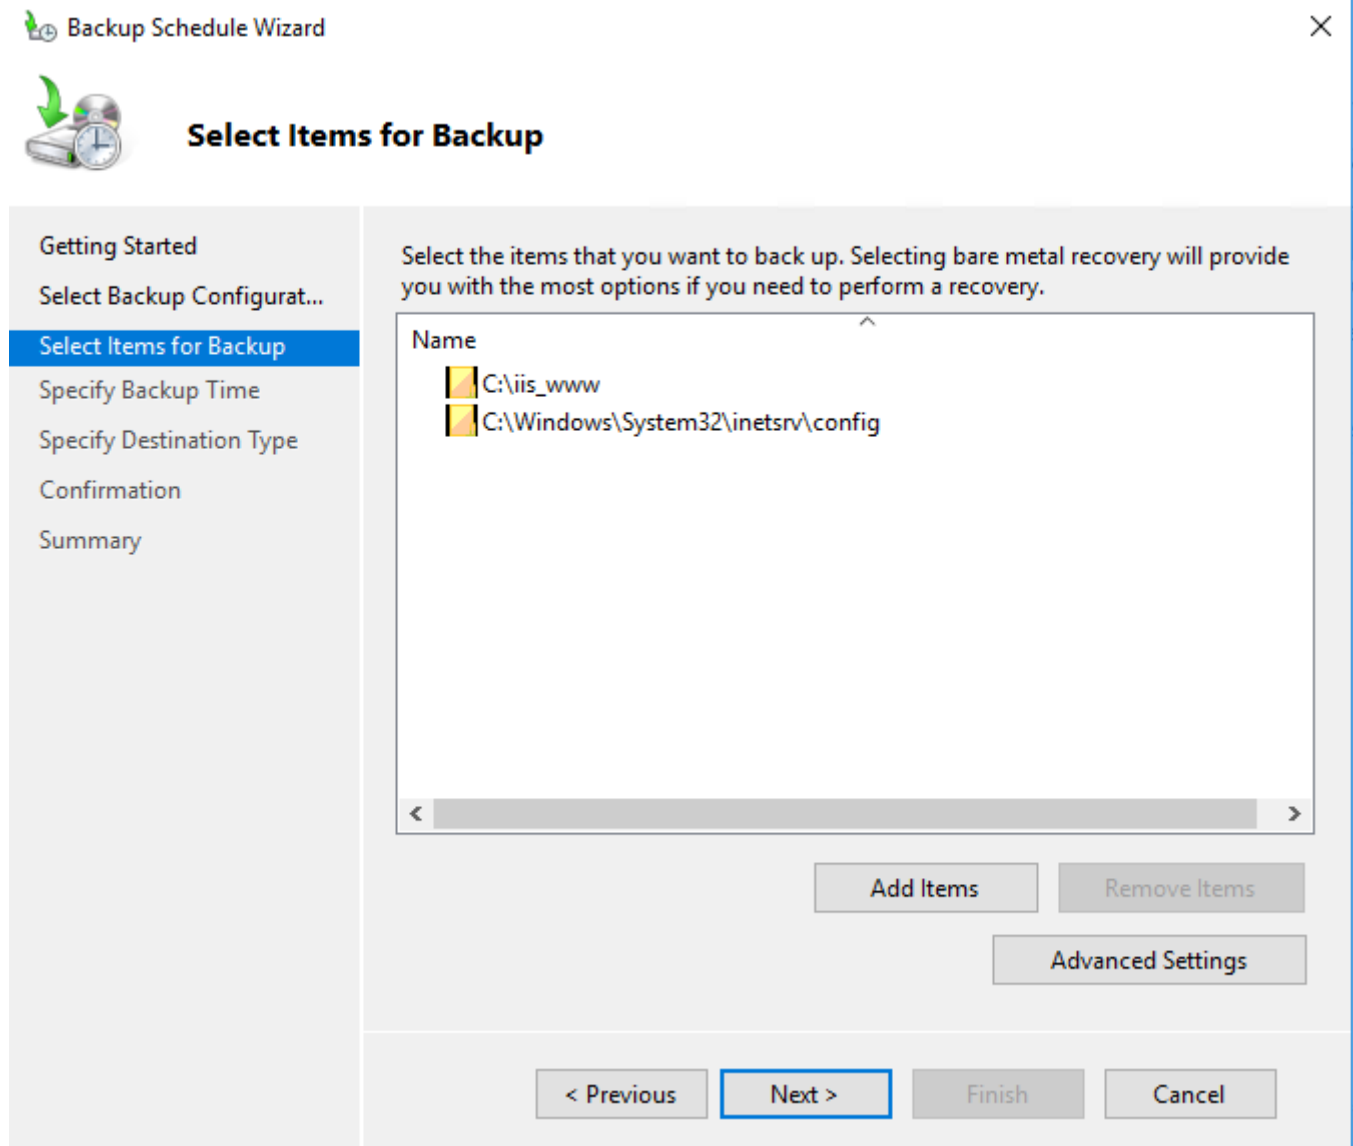 Backup Schedule Wizard
Select Items for Backup
Getting Started
Select Backup Configurat...
Select Items for Backup
Specify Backup Time
Specify Destination Type
Confirmation
Summary
Select the items that you want to back up. Selecting bare metal recovery will provide
you with the most options if you need to perform a recovery.
Name
C:\iis_www
C:\Windows\System32\inetsrv\config
Add Items
Remove Items
Advanced Settings
< Previous
Next >
Finish
Cancel